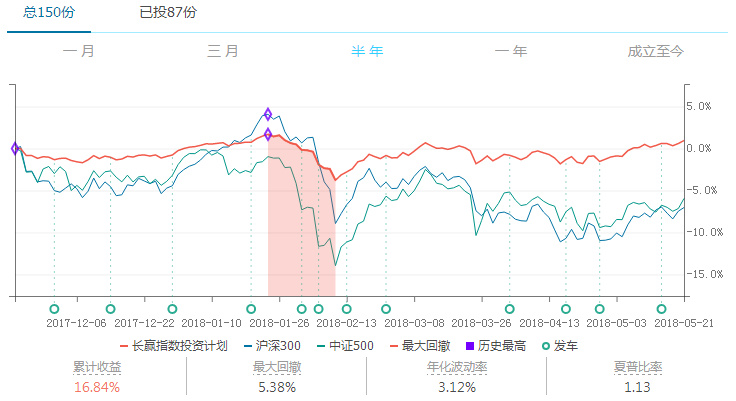 总150份 已投87份
一月 三月 半年 一年 成立至今
5.0%
0.0%
-5.0%
-10.0%
-15.0%
2017-12-06 2017-12-22 2018-01-10 2018-01-26 2018-02-13 2018-03-08 2018-03-26 2018-04-13 2018-05-03 2018-05-21
长赢指数投资计划 沪深300 中证500 最大回撤 历史最高 发车
累计收益 最大回撤 年化波动率 夏普比率
16.84% 5.38% 3.12% 1.13